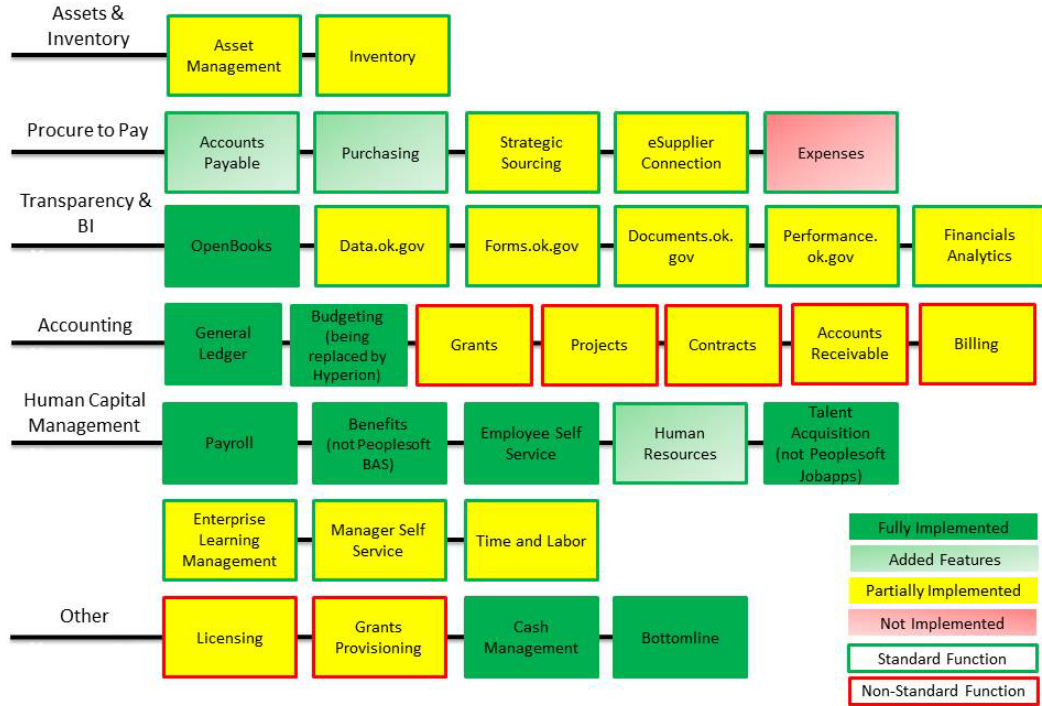 Assets &
Inventory
Asset
Management
Inventory
Procure to Pay
Accounts
Payable
Purchasing
Strategic
Sourcing
eSupplier
Connection
Expenses
Transparency &
BI
OpenBooks
Data.ok.gov
Forms.ok.gov
Documents.ok.
gov
Performance.
ok.gov
Financials
Analytics
Accounting
General
Ledger
Budgeting
(being
replaced by
Hyperion)
Grants
Projects
Contracts
Accounts
Receivable
Billing
Human Capital
Management
Payroll
Benefits
(not Peoplesoft
BAS)
Employee Self
Service
Human
Resources
Talent
Acquisition
(not Peoplesoft
Jobapps)
Enterprise
Learning
Management
Manager Self
Service
Time and Labor
Other
Licensing
Grants
Provisioning
Cash
Management
Bottomline
Fully Implemented
Added Features
Partially Implemented
Not Implemented
Standard Function
Non-Standard Function